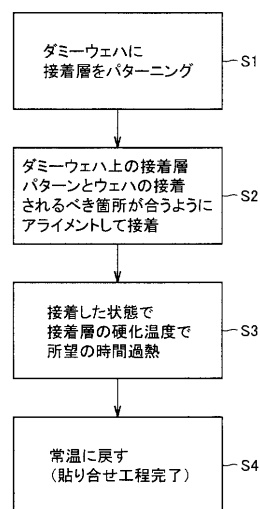 ダミーウェハに
接着層をパターニング
S1
ダミーウェハ上の接着層
パターンとウェハの接着
されるべき箇所が合うように
アライメントして接着
S2
接着した状態で
接着層の硬化温度で
所望の時間過熱
S3
常温に戻す
(貼り合せ工程完了)
S4